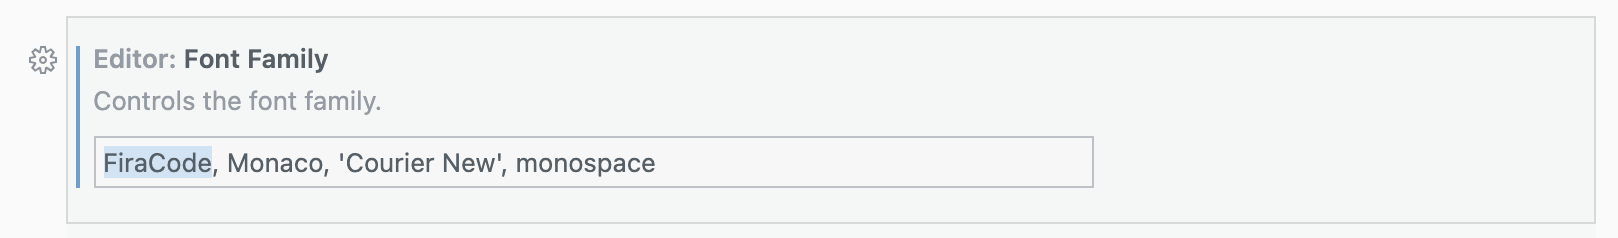 Editor: Font Family
Controls the font family.
FiraCode, Monaco, 'Courier New', monospace